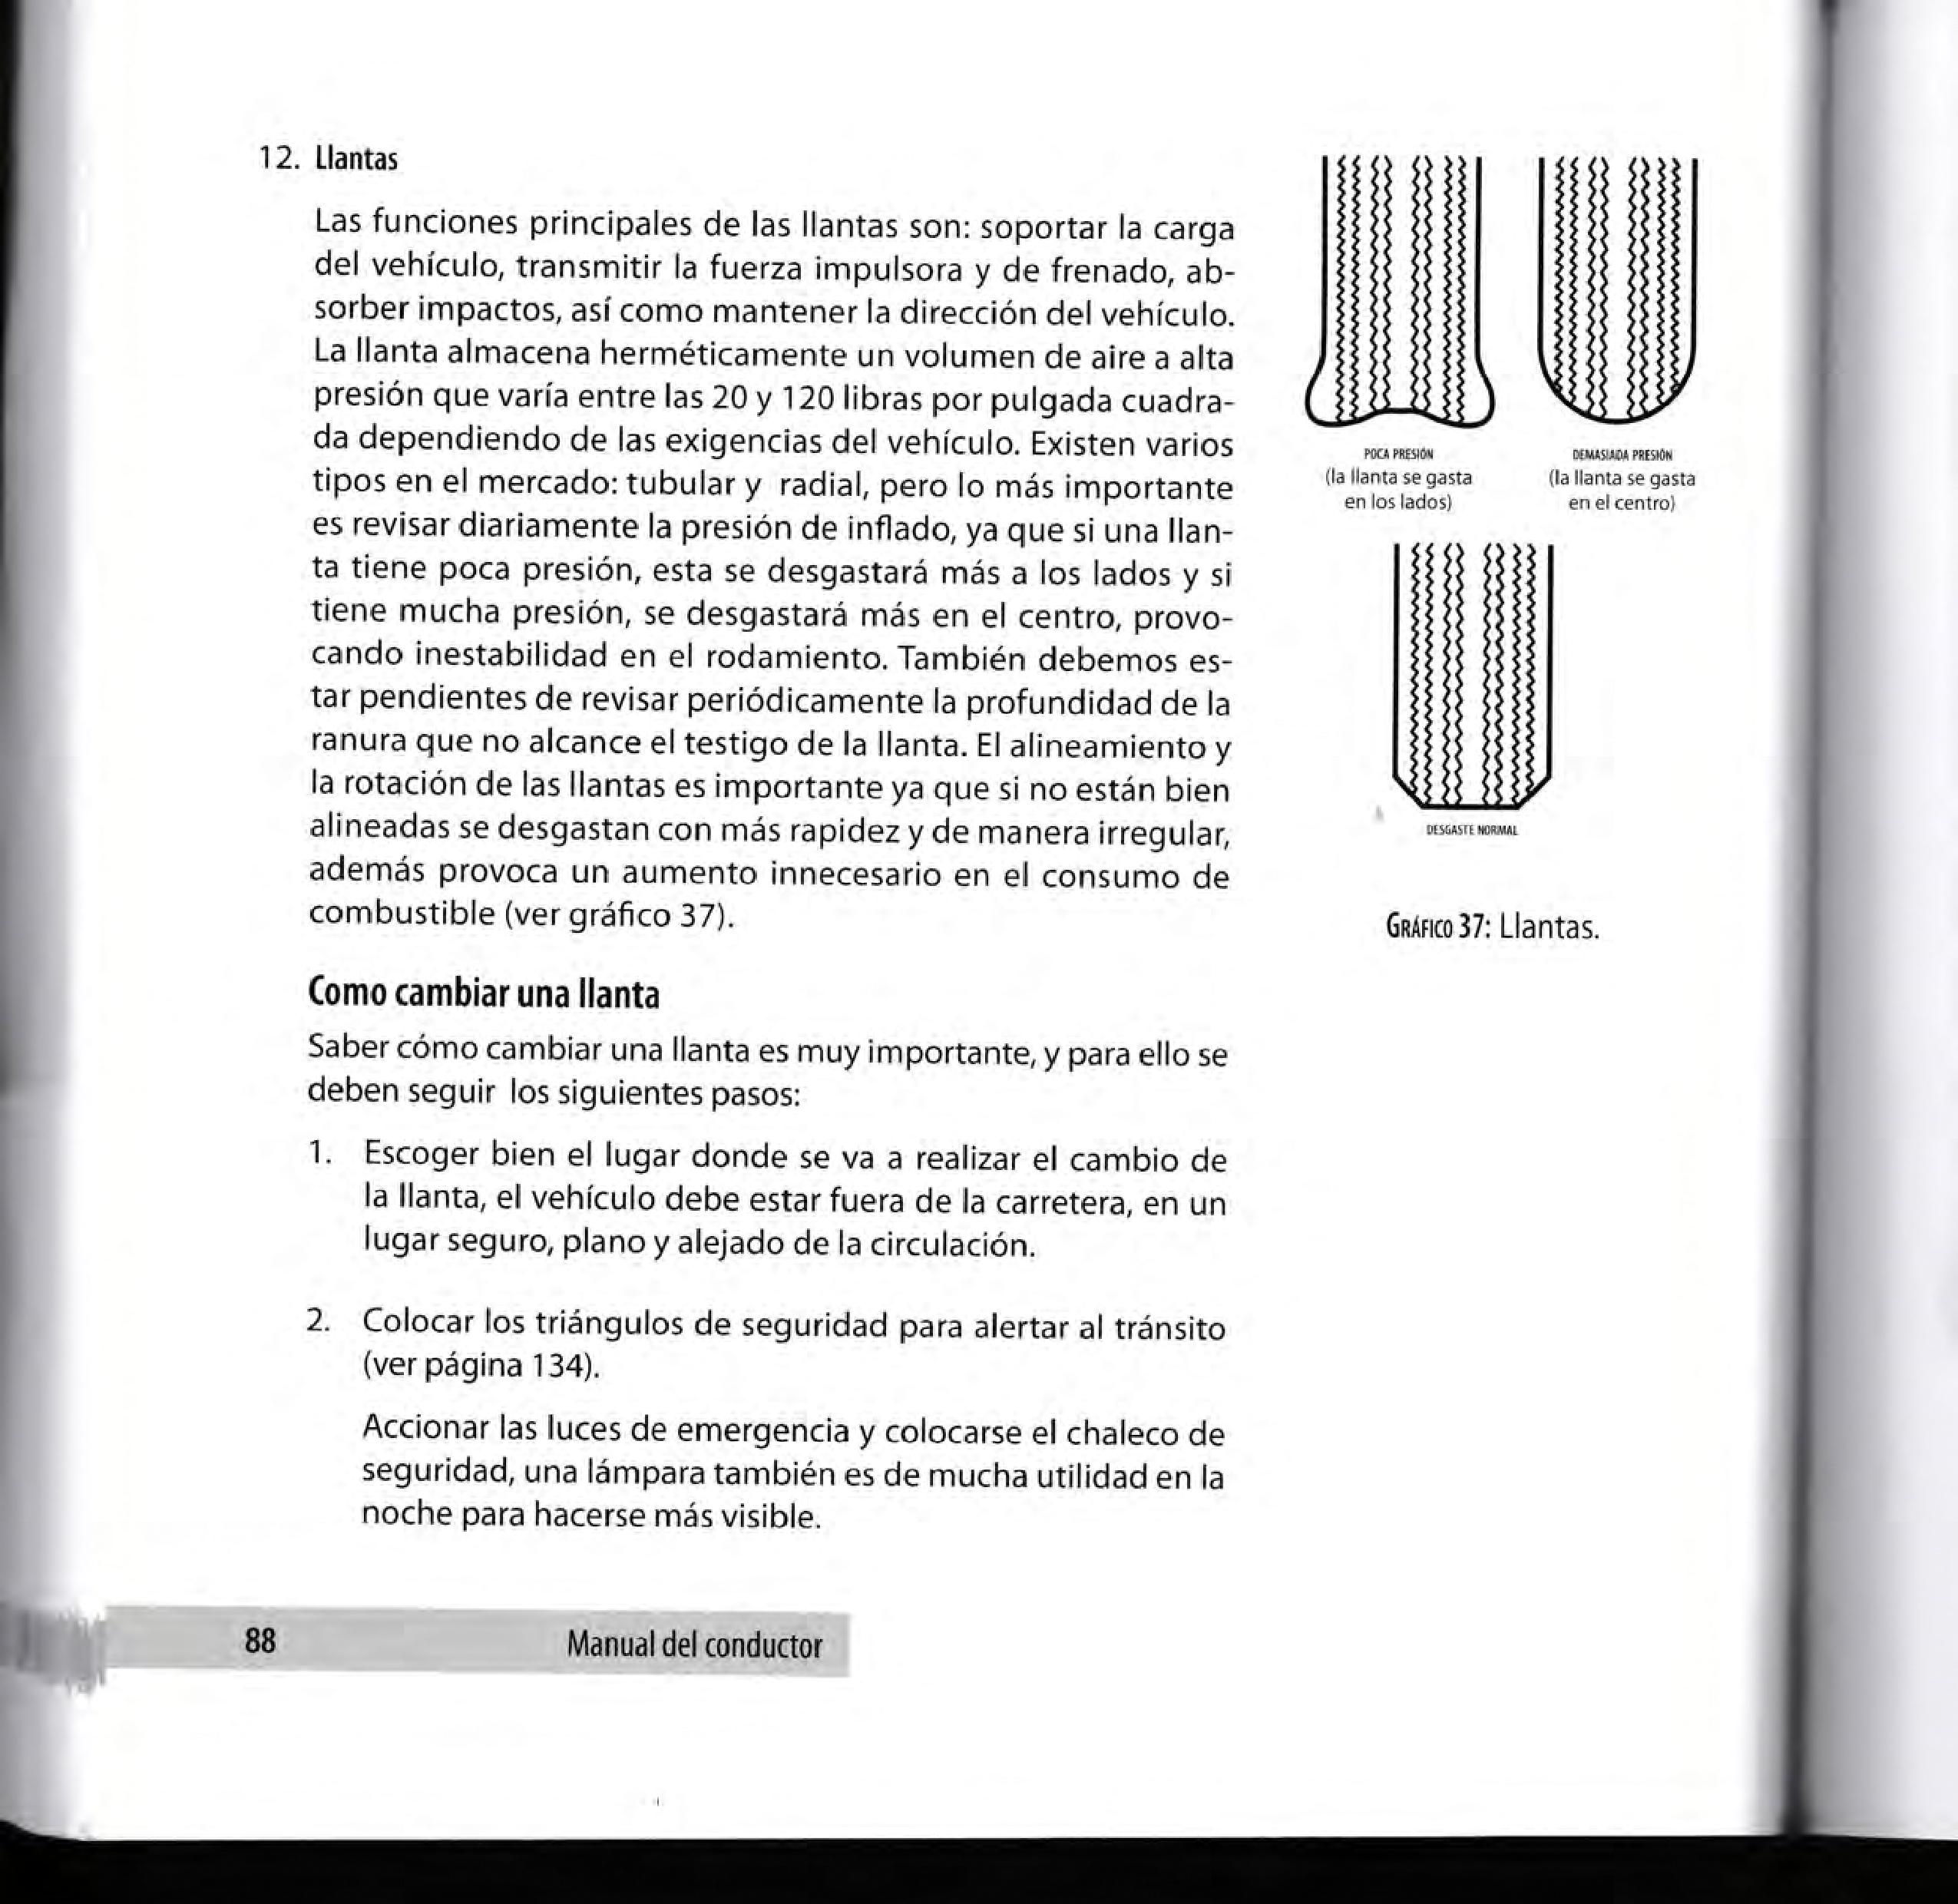 12. Llantas
Las funciones principales de las llantas son: soportar la carga
del vehículo, transmitir la fuerza impulsora y de frenado, ab-
sorber impactos, así como mantener la dirección del vehículo.
La llanta almacena herméticamente un volumen de aire a alta
presión que varía entre las 20 y 120 libras por pulgada cuadra-
da dependiendo de las exigencias del vehículo. Existen varios
tipos en el mercado: tubular y radial, pero lo más importante
es revisar diariamente la presión de inflado, ya que si una llan-
ta tiene poca presión, esta se desgastará más a los lados y si
tiene mucha presión, se desgastará más en el centro, provo-
cando inestabilidad en el rodamiento. También debemos es-
tar pendientes de revisar periódicamente la profundidad de la
ranura que no alcance el testigo de la llanta. El alineamiento y
la rotación de las llantas es importante ya que si no están bien
alineadas se desgastan con más rapidez y de manera irregular,
además provoca un aumento innecesario en el consumo de
combustible (ver gráfico 37).
Como cambiar una llanta
Saber cómo cambiar una llanta es muy importante, y para ello se
deben seguir los siguientes pasos:
1. Escoger bien el lugar donde se va a realizar el cambio de
la llanta, el vehículo debe estar fuera de la carretera, en un
lugar seguro, plano y alejado de la circulación.
2. Colocar los triángulos de seguridad para alertar al tránsito
(ver página 134).
Accionar las luces de emergencia y colocarse el chaleco de
seguridad, una lámpara también es de mucha utilidad en la
noche para hacerse más visible.
POCA PRESIÓN
(la llanta se gasta
en los lados)
DEMASIADA PRESIÓN
(la llanta se gasta
en el centro)
DESGASTE NORMAL
GRÁFICO 37: Llantas.
88 Manual del conductor